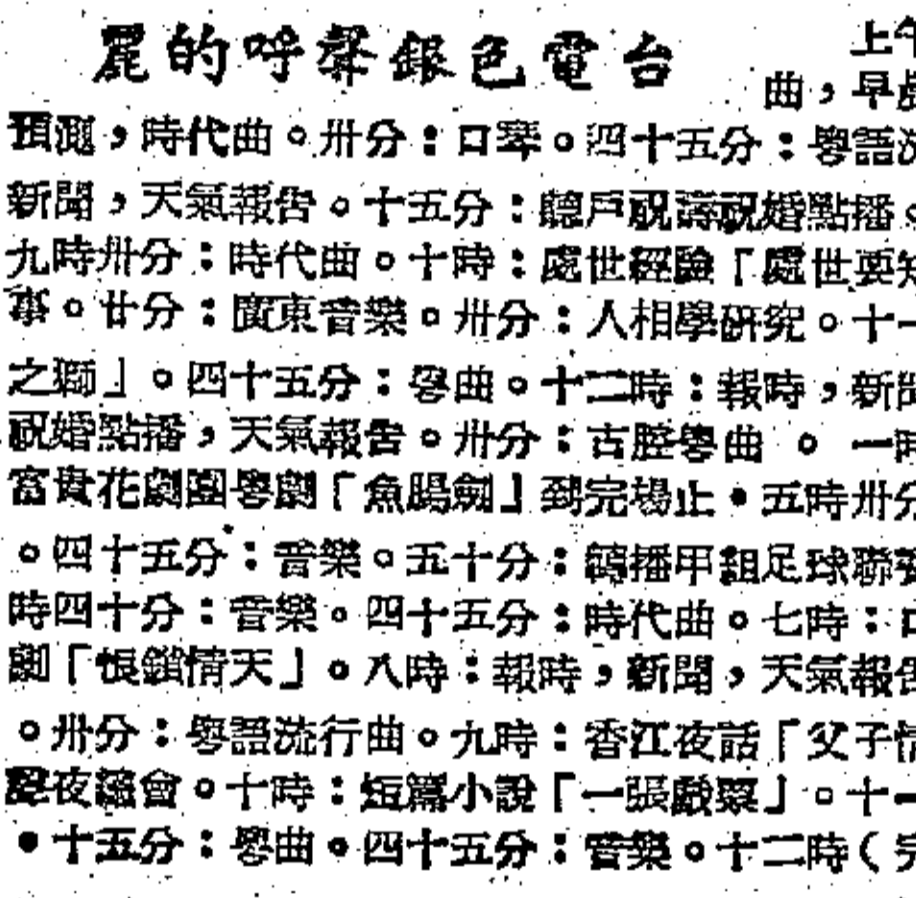 麗的呼聲銀色電台
上午
曲，早
預測，時代曲。卅分：口琴。四十五分：粵語
新聞，天氣報告。十五分：聽戶祝壽祝婚點播。
九時卅分：時代曲。十時：處世經驗「處世要知
事。廿分：廣東音樂。卅分：人相學研究。十一
之獅」。四十五分：粵曲。十二時：報時，新聞
祝婚點播，天氣報告。卅分：古腔粵曲。一時
富貴花劇團粵劇「魚腸劍」到完場止。五時卅分
。四十五分：音樂。五十分：轉播甲組足球聯賽
時四十分：音樂。四十五分：時代曲。七時：
劇「恨鎖情天」。八時：報時，新聞，天氣報告
。卅分：粵語流行曲。九時：香江夜話「父子情
夜譚會。十時：短篇小說「一張戲票」。十一
。十五分：粵曲。四十五分：音樂。十二時（完